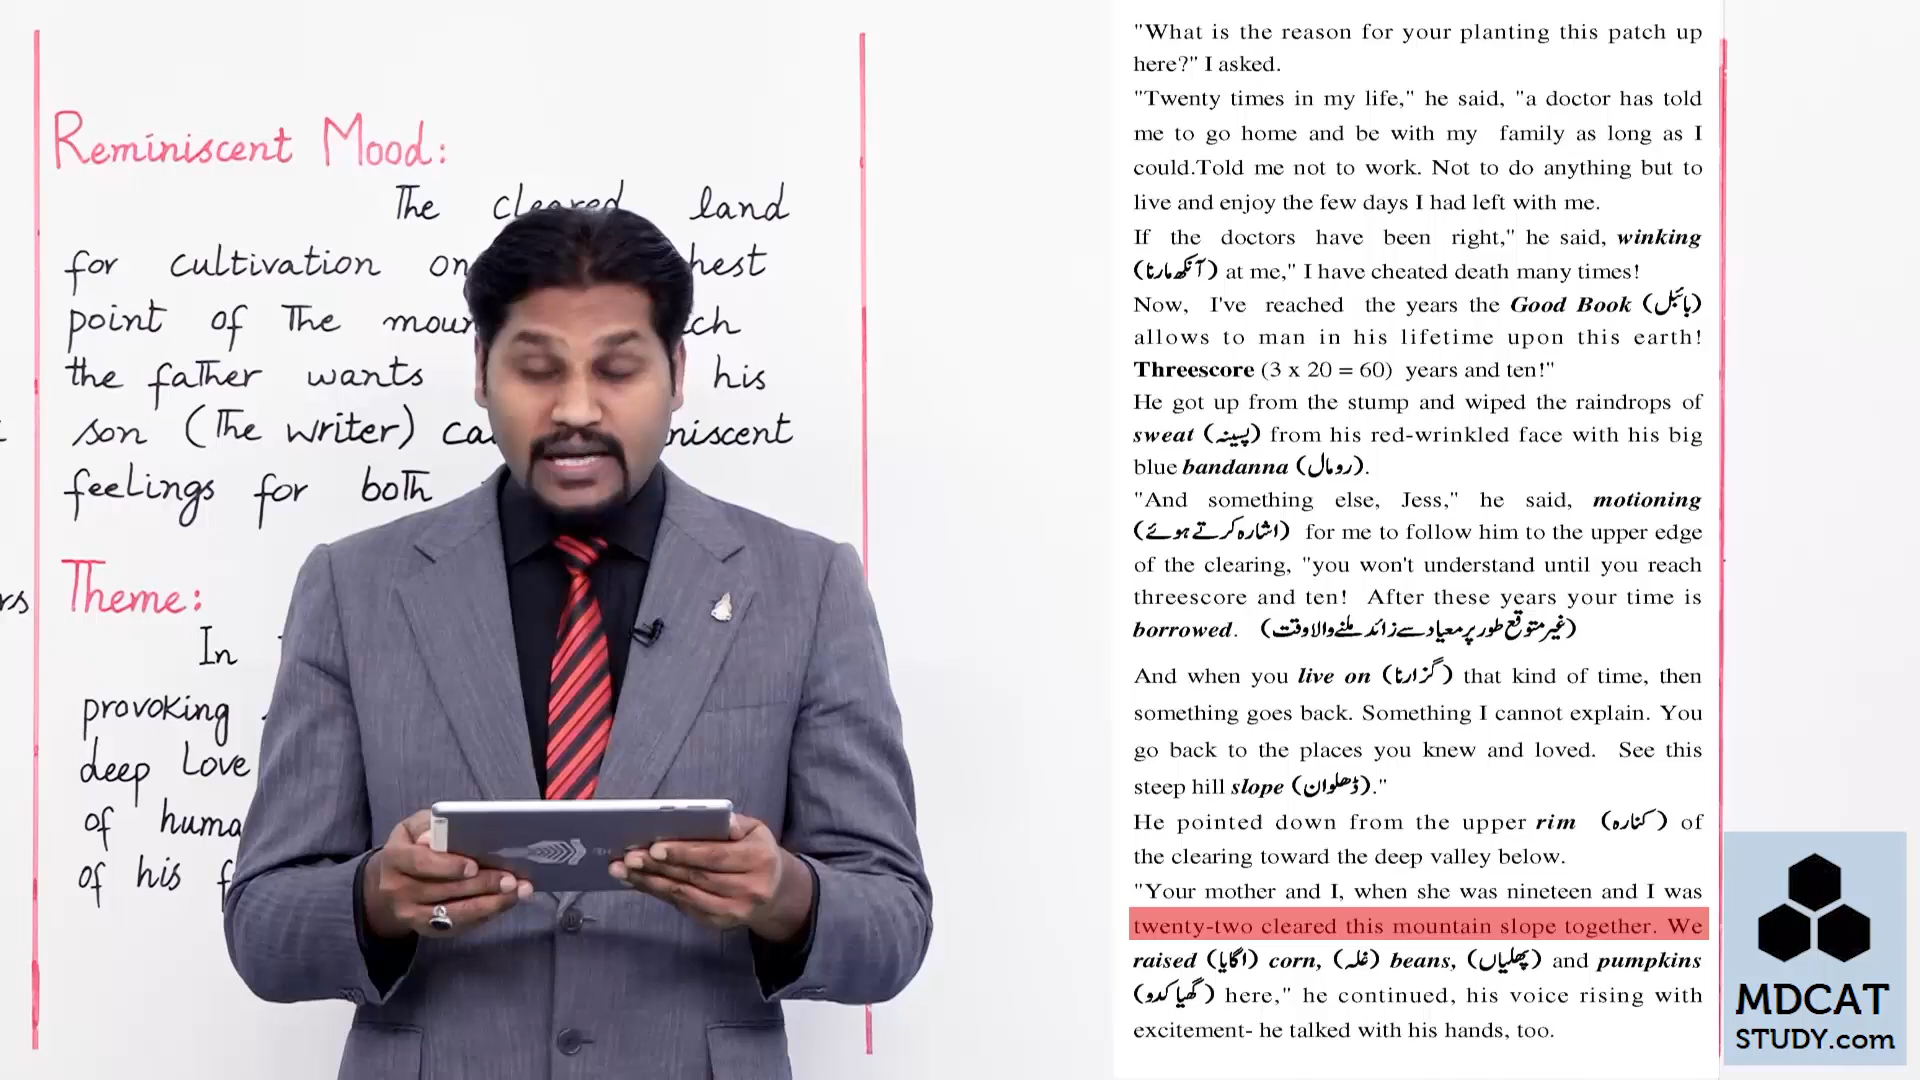 Reminiscent Mood:
The cleared land
for cultivation on hest
point of The moun ch
the father wants his
son (The writer) ca niscent
feelings for both
Theme:
rs
In
provoking
deep Love
of huma
of his f
"What is the reason for your planting this patch up
here?" I asked.
"Twenty times in my life," he said, "a doctor has told
me to go home and be with my family as long as I
could.Told me not to work. Not to do anything but to
live and enjoy the few days I had left with me.
If the doctors have been right," he said, winking
(آنکھ مارنا) at me," I have cheated death many times!
Now, I've reached the years the Good Book (بائبل)
allows to man in his lifetime upon this earth!
Threescore (3 x 20 = 60) years and ten!"
He got up from the stump and wiped the raindrops of
sweat (پسینہ) from his red-wrinkled face with his big
blue bandanna (رومال).
"And something else, Jess," he said, motioning
(اشارہ کرتے ہوئے) for me to follow him to the upper edge
of the clearing, "you won't understand until you reach
threescore and ten! After these years your time is
borrowed. (غیر متوقع طور پر معیاد سے زائد ملنے والا وقت)
And when you live on (گزارنا) that kind of time, then
something goes back. Something I cannot explain. You
go back to the places you knew and loved. See this
steep hill slope (ڈھلوان)."
He pointed down from the upper rim (کنارہ) of
the clearing toward the deep valley below.
"Your mother and I, when she was nineteen and I was
twenty-two cleared this mountain slope together. We
raised (اگایا) corn, (غلہ) beans, (پھلیاں) and pumpkins
(گھیا کدو) here," he continued, his voice rising with
excitement- he talked with his hands, too.
MDCAT
STUDY.com